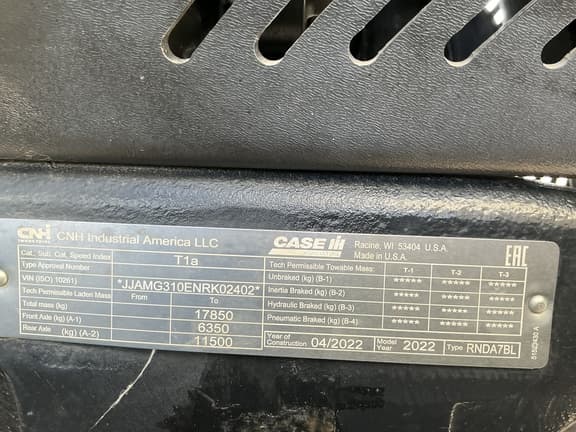 CNH INDUSTRIAL CNH Industrial America LLC
CASE IH AGRICULTURE Racine, WI 53404 U.S.A.
Made in U.S.A.
EAC
Cat., Sub. Cat., Speed Index T1a
Type Approval Number
VIN (ISO 10261) *JJAMG310ENRK02402*
Tech Permissible Laden Mass From To
Total mass (kg) 17850
Front Axle (kg) (A-1) 6350
Rear Axle (kg) (A-2) 11500
Tech Permissible Towable Mass: T-1 T-2 T-3
Unbraked (kg) (B-1) ***** ***** *****
Inertia Braked (kg) (B-2) ***** ***** *****
Hydraulic Braked (kg) (B-3) ***** ***** *****
Pneumatic Braked (kg) (B-4) ***** ***** *****
Year of Construction 04/2022 Model Year 2022 Type RNDA7BL